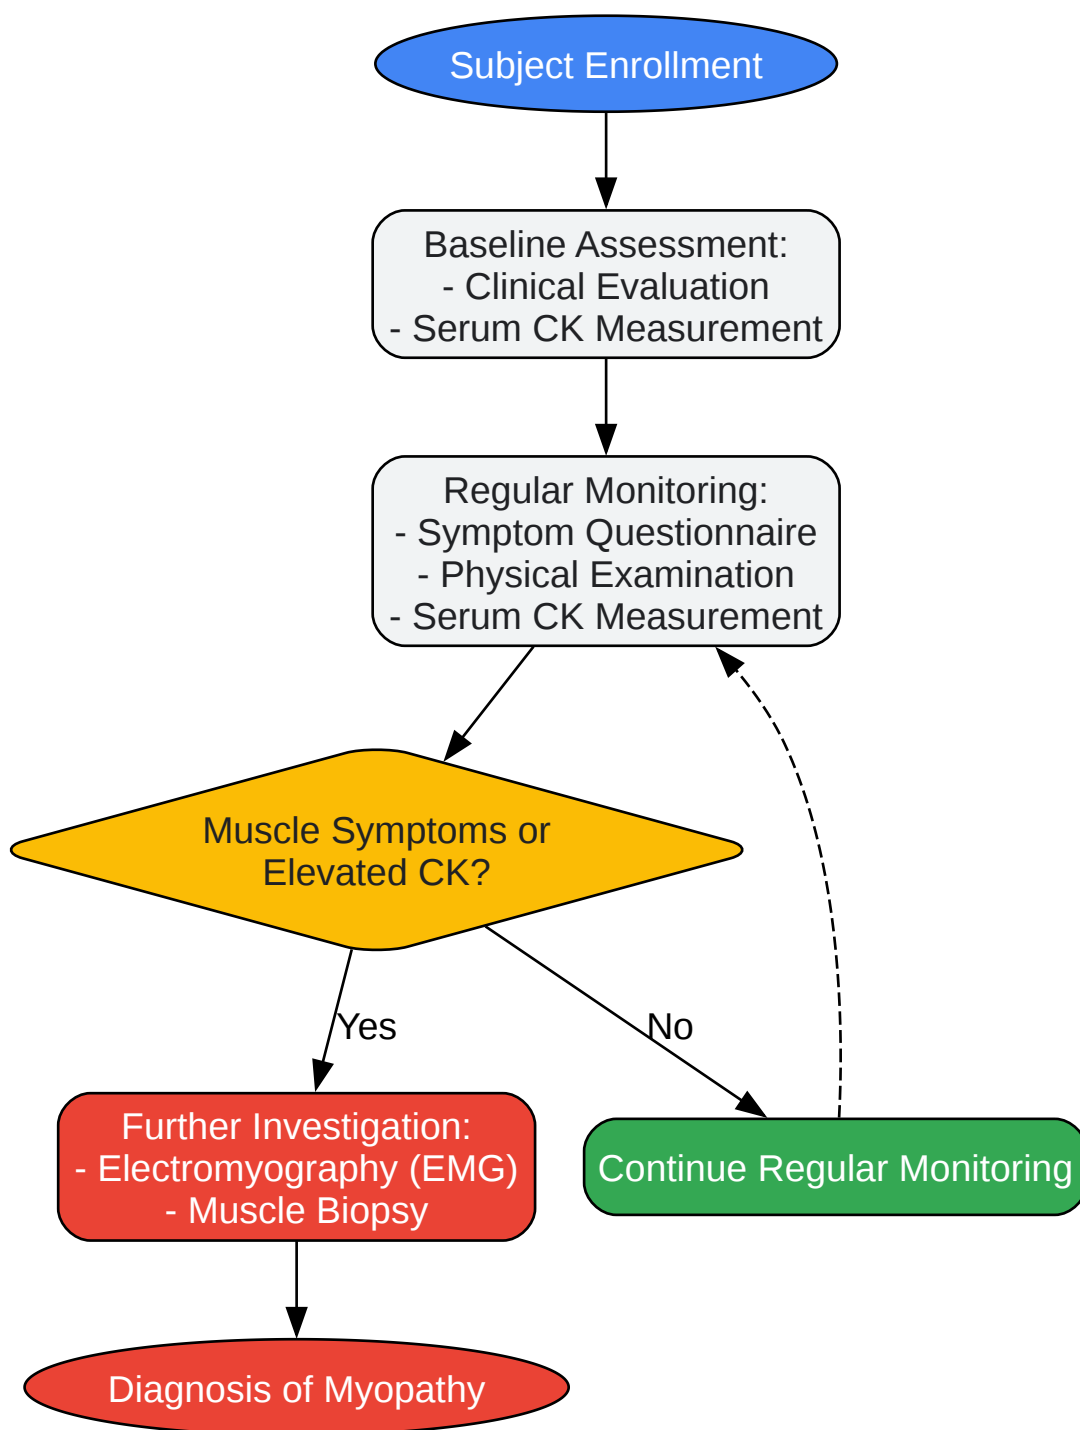 Subject Enrollment
Baseline Assessment:
- Clinical Evaluation
- Serum CK Measurement
Regular Monitoring:
- Symptom Questionnaire
- Physical Examination
- Serum CK Measurement
Muscle Symptoms or
Elevated CK?
Yes
No
Further Investigation:
- Electromyography (EMG)
- Muscle Biopsy
Continue Regular Monitoring
Diagnosis of Myopathy